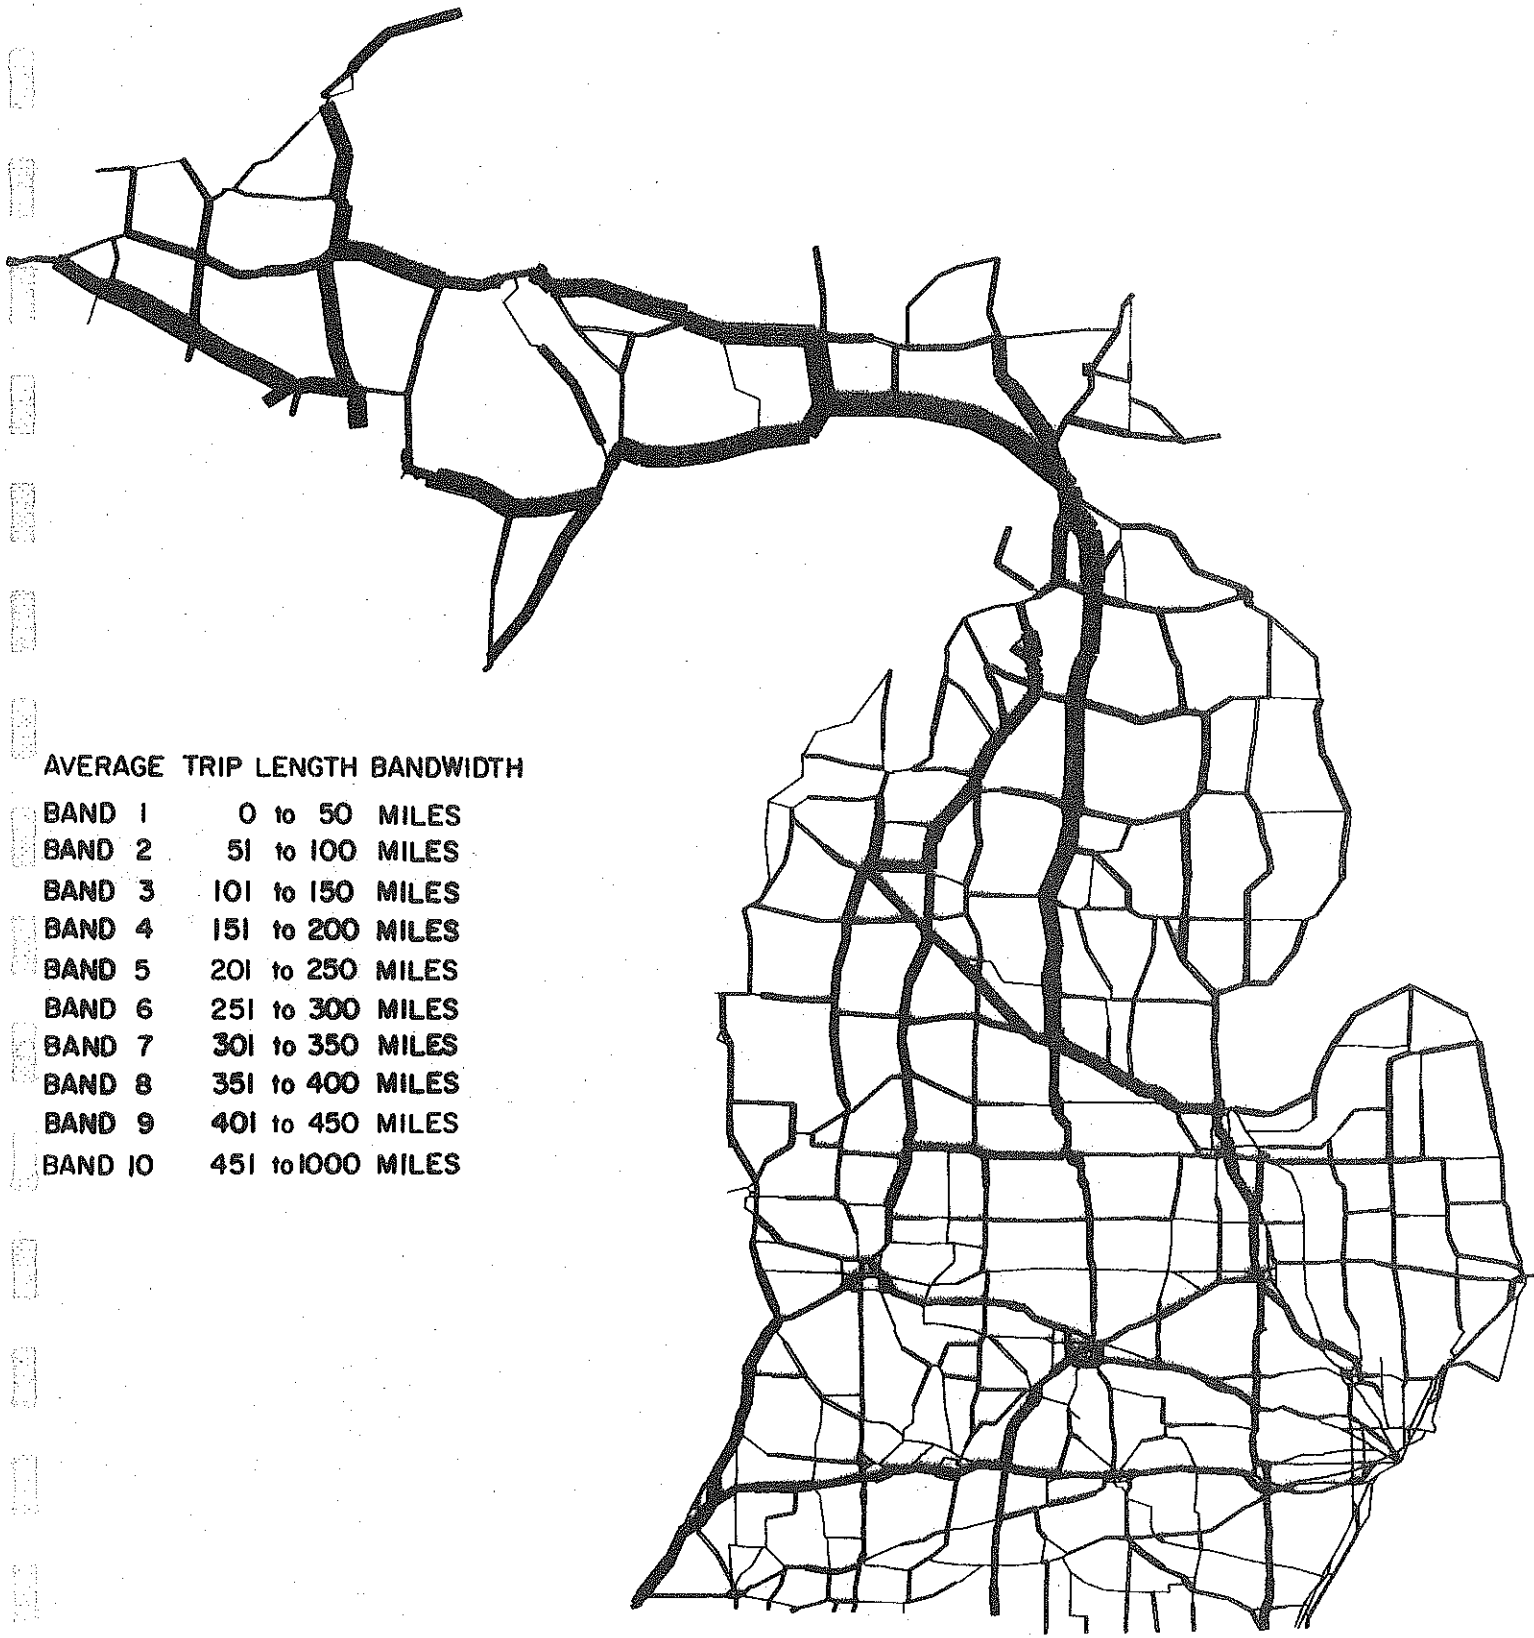 AVERAGE TRIP LENGTH BANDWIDTH
BAND 1 0 to 50 MILES
BAND 2 51 to 100 MILES
BAND 3 101 to 150 MILES
BAND 4 151 to 200 MILES
BAND 5 201 to 250 MILES
BAND 6 251 to 300 MILES
BAND 7 301 to 350 MILES
BAND 8 351 to 400 MILES
BAND 9 401 to 450 MILES
BAND 10 451 to 1000 MILES